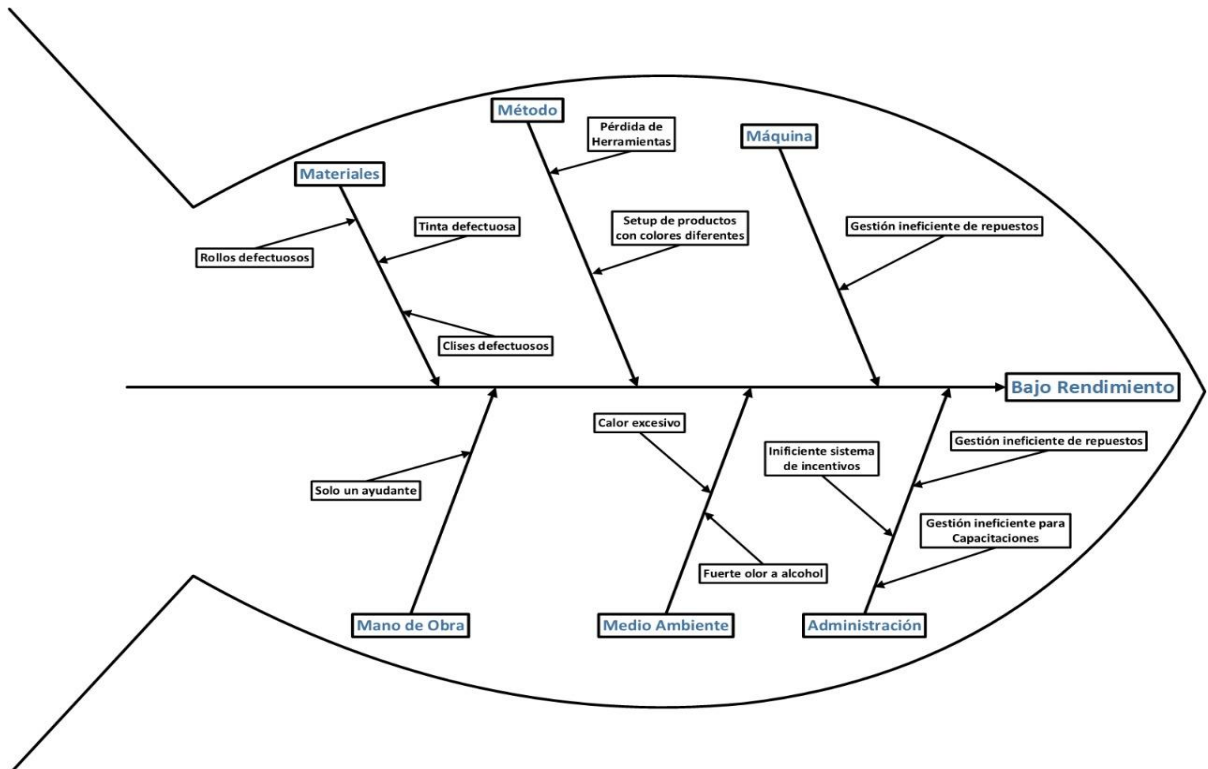 Método
Pérdida de
Herramientas
Máquina
Materiales
Tinta defectuosa
Setup de productos
con colores diferentes
Gestión ineficiente de repuestos
Rollos defectuosos
Clises defectuosos
Bajo Rendimiento
Calor excesivo
Gestión ineficiente de repuestos
Inificiente sistema
de incentivos
Solo un ayudante
Gestión ineficiente para
Capacitaciones
Fuerte olor a alcohol
Mano de Obra
Medio Ambiente
Administración